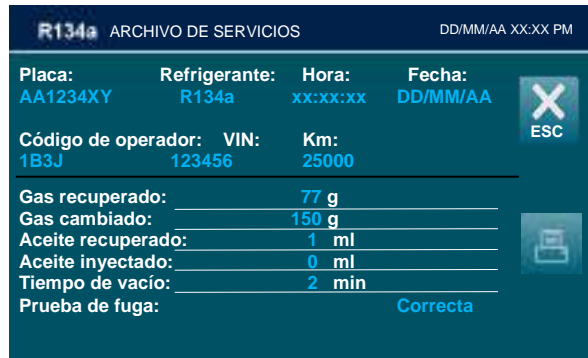 R134a ARCHIVO DE SERVICIOS DD/MM/AA XX:XX PM
Placa: Refrigerante: Hora: Fecha:
AA1234XY R134a xx:xx:xx DD/MM/AA
ESC
Código de operador: VIN: Km:
1B3J 123456 25000
Gas recuperado: 77 g
Gas cambiado: 150 g
Aceite recuperado: 1 ml
Aceite inyectado: 0 ml
Tiempo de vacío: 2 min
Prueba de fuga: Correcta